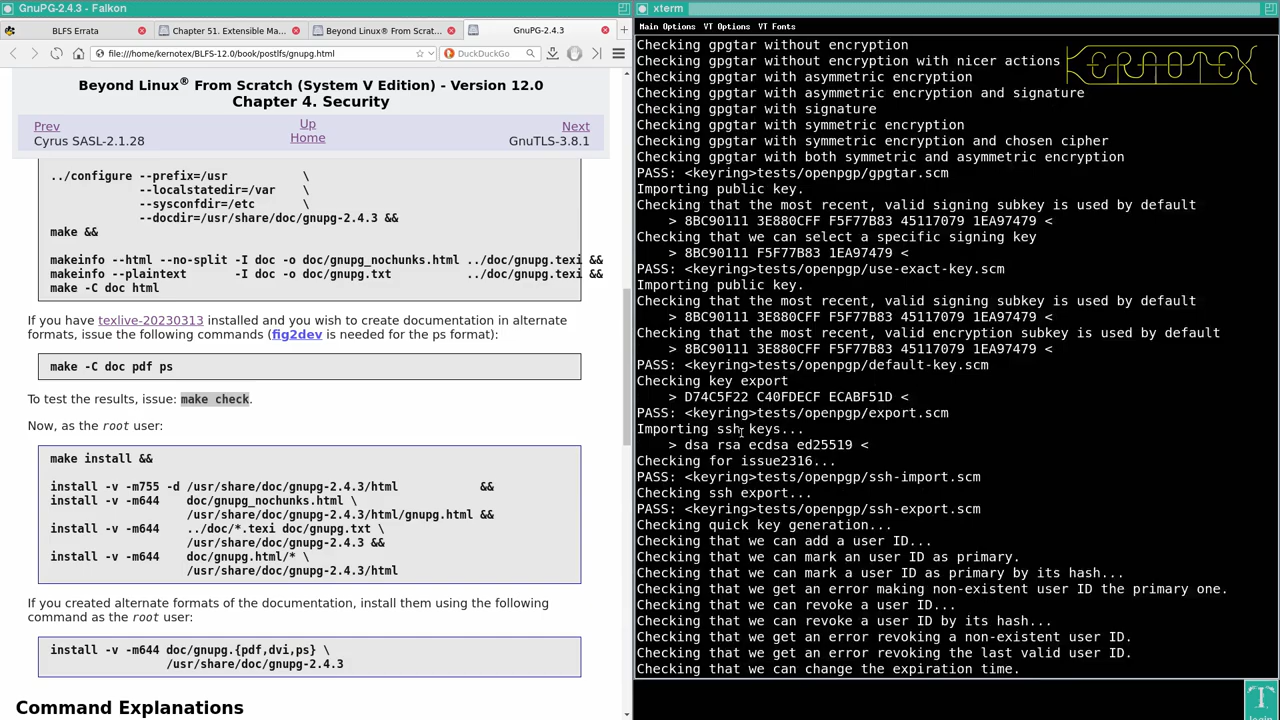 GnuPG-2.4.3 - Falkon
BLFS Errata
Chapter 51. Extensible Ma...
Beyond Linux® From Scrat...
GnuPG-2.4.3
file:///home/kernotex/BLFS-12.0/book/postlfs/gnupg.html
DuckDuckGo
Beyond Linux® From Scratch (System V Edition) - Version 12.0
Chapter 4. Security
Prev
Up
Next
Cyrus SASL-2.1.28
Home
GnuTLS-3.8.1
../configure --prefix=/usr \
--localstatedir=/var \
--sysconfdir=/etc \
--docdir=/usr/share/doc/gnupg-2.4.3 &&
make &&
makeinfo --html --no-split -I doc -o doc/gnupg_nochunks.html ../doc/gnupg.texi &&
makeinfo --plaintext -I doc -o doc/gnupg.txt ../doc/gnupg.texi &&
make -C doc html
If you have texlive-20230313 installed and you wish to create documentation in alternate
formats, issue the following commands (fig2dev is needed for the ps format):
make -C doc pdf ps
To test the results, issue: make check.
Now, as the root user:
make install &&
install -v -m755 -d /usr/share/doc/gnupg-2.4.3/html &&
install -v -m644 doc/gnupg_nochunks.html \
/usr/share/doc/gnupg-2.4.3/html/gnupg.html &&
install -v -m644 ../doc/*.texi doc/gnupg.txt \
/usr/share/doc/gnupg-2.4.3 &&
install -v -m644 doc/gnupg.html/* \
/usr/share/doc/gnupg-2.4.3/html
If you created alternate formats of the documentation, install them using the following
command as the root user:
install -v -m644 doc/gnupg.{pdf,dvi,ps} \
/usr/share/doc/gnupg-2.4.3
Command Explanations
xterm
Main Options VT Options VT Fonts
KERNOTEX
Checking gpgtar without encryption
Checking gpgtar without encryption with nicer actions
Checking gpgtar with asymmetric encryption
Checking gpgtar with asymmetric encryption and signature
Checking gpgtar with signature
Checking gpgtar with symmetric encryption
Checking gpgtar with symmetric encryption and chosen cipher
Checking gpgtar with both symmetric and asymmetric encryption
PASS: <keyring>tests/openpgp/gpgtar.scm
Importing public key.
Checking that the most recent, valid signing subkey is used by default
> 8BC90111 3E880CFF F5F77B83 45117079 1EA97479 <
Checking that we can select a specific signing key
> 8BC90111 F5F77B83 1EA97479 <
PASS: <keyring>tests/openpgp/use-exact-key.scm
Importing public key.
Checking that the most recent, valid signing subkey is used by default
> 8BC90111 3E880CFF F5F77B83 45117079 1EA97479 <
Checking that the most recent, valid encryption subkey is used by default
> 8BC90111 3E880CFF F5F77B83 45117079 1EA97479 <
PASS: <keyring>tests/openpgp/default-key.scm
Checking key export
> D74C5F22 C40FDECF ECABF51D <
PASS: <keyring>tests/openpgp/export.scm
Importing ssh keys...
> dsa rsa ecdsa ed25519 <
Checking for issue2316...
PASS: <keyring>tests/openpgp/ssh-import.scm
Checking ssh export...
PASS: <keyring>tests/openpgp/ssh-export.scm
Checking quick key generation...
Checking that we can add a user ID...
Checking that we can mark an user ID as primary.
Checking that we can mark a user ID as primary by its hash...
Checking that we get an error making non-existent user ID the primary one.
Checking that we can revoke a user ID...
Checking that we can revoke a user ID by its hash...
Checking that we get an error revoking a non-existent user ID.
Checking that we get an error revoking the last valid user ID.
Checking that we can change the expiration time.
login